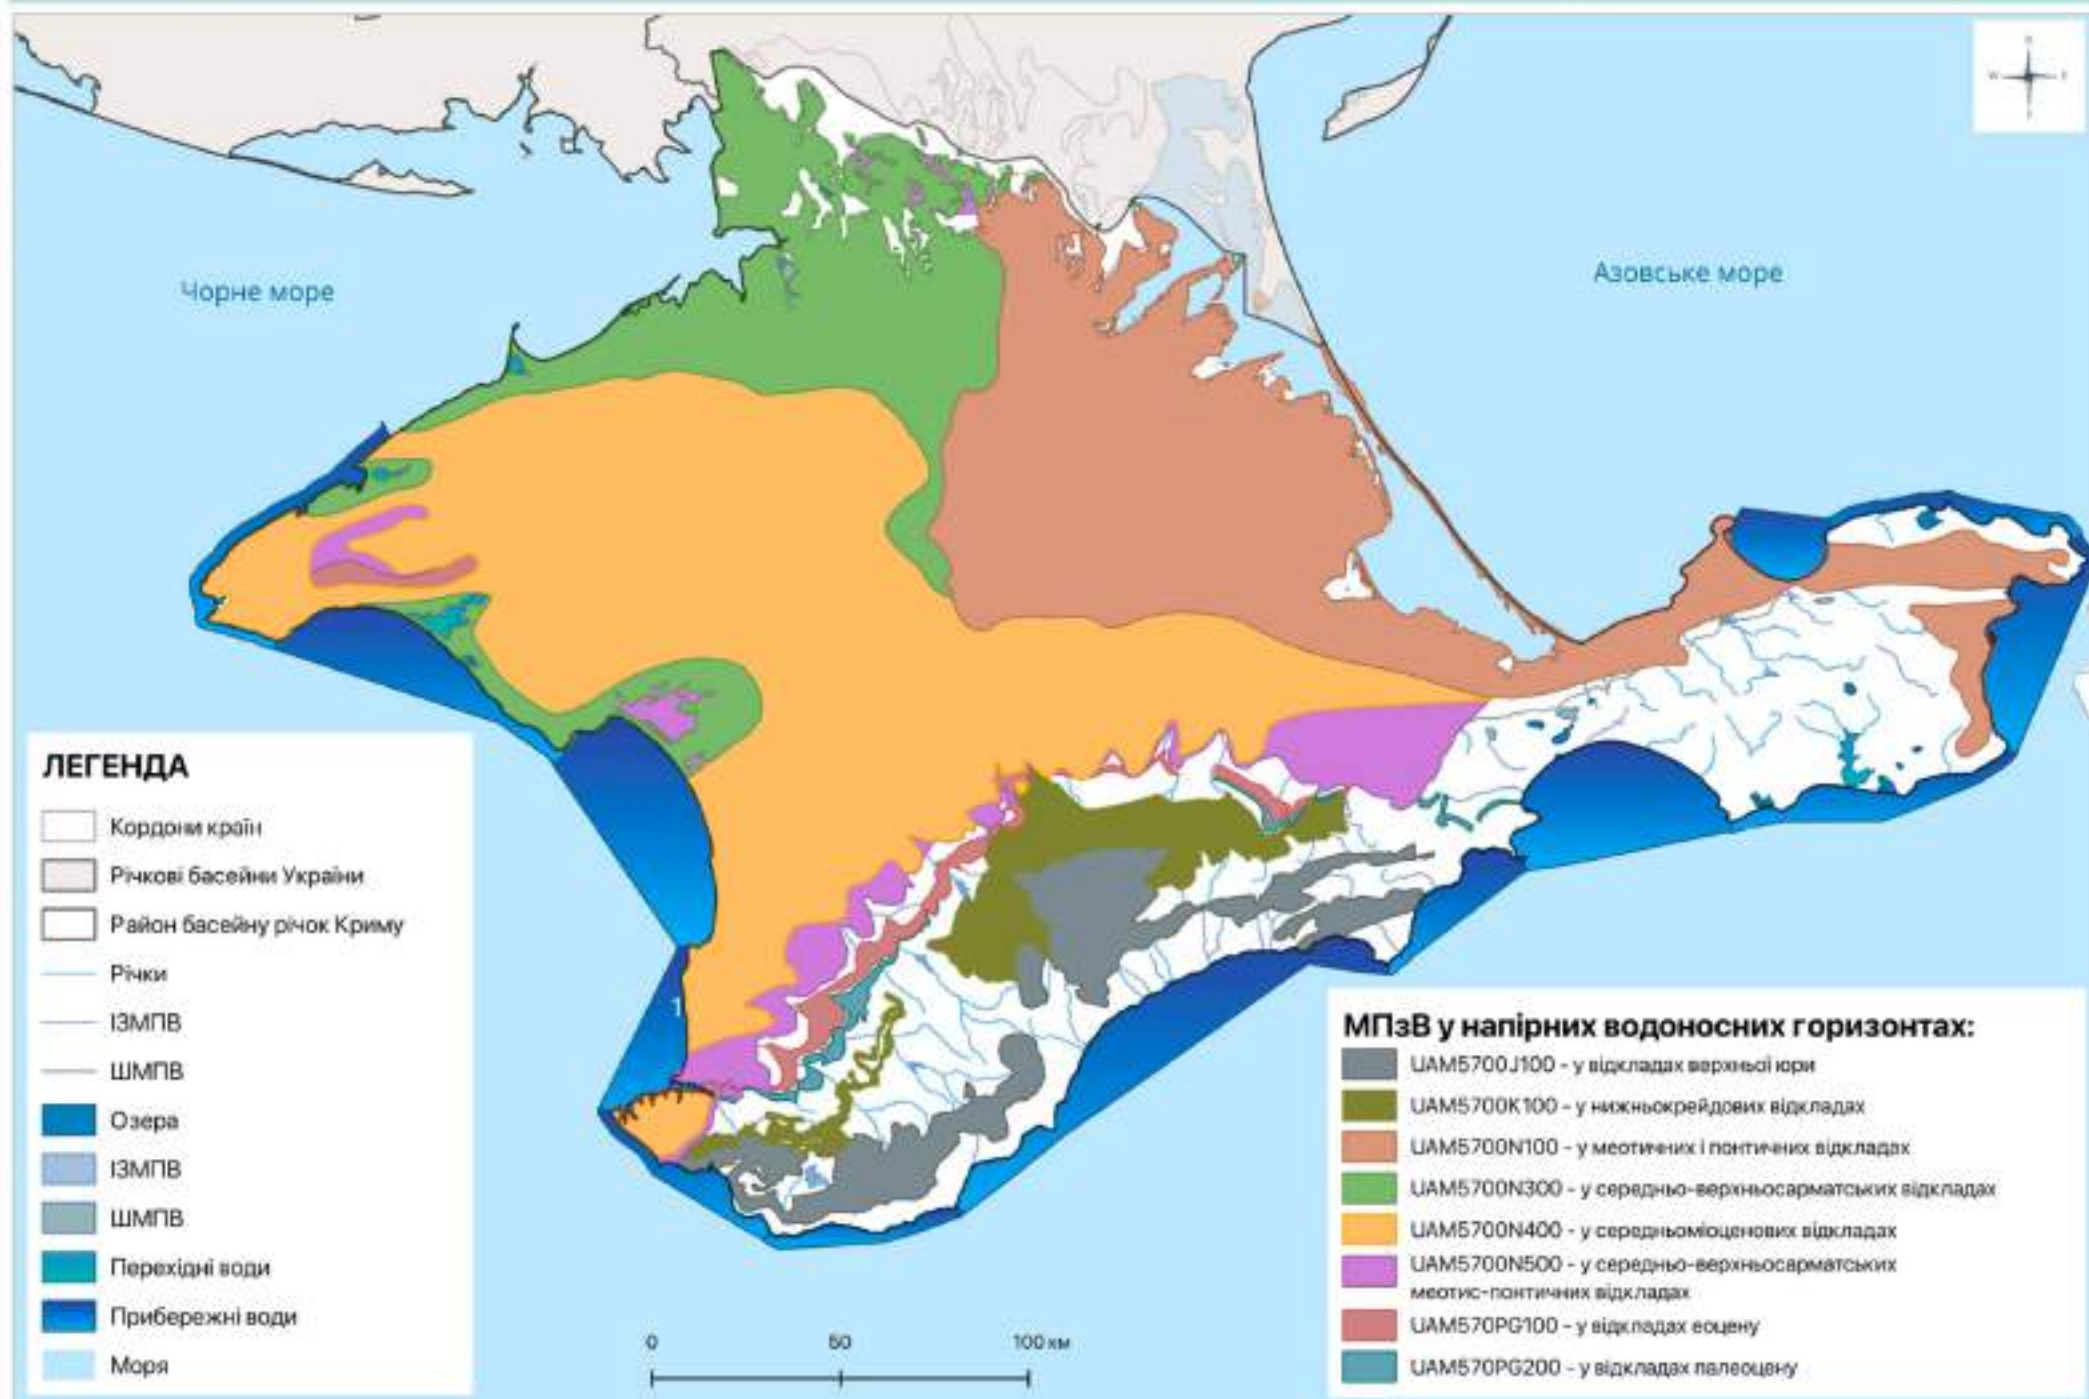 Чорне море
Азовське море
N
W
E
S
1
ЛЕГЕНДА
Кордони країн
Річкові басейни України
Район басейну річок Криму
Річки
ІЗМПВ
ШМПВ
Озера
ІЗМПВ
ШМПВ
Перехідні води
Прибережні води
Моря
0
50
100 км
МПзВ у напірних водоносних горизонтах:
UAM5700J100 - у відкладах верхньої юри
UAM5700K100 - у нижньокрейдових відкладах
UAM5700N100 - у меотичних і понтичних відкладах
UAM5700N300 - у середньо-верхньосарматських відкладах
UAM5700N400 - у середньоміоценових відкладах
UAM5700N500 - у середньо-верхньосарматських
меотис-понтичних відкладах
UAM570PG100 - у відкладах еоцену
UAM570PG200 - у відкладах палеоцену